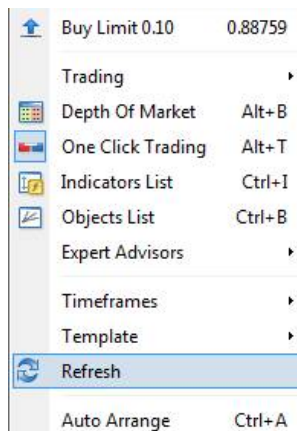 Buy Limit 0.10 0.88759
Trading
Depth Of Market Alt+B
One Click Trading Alt+T
Indicators List Ctrl+I
Objects List Ctrl+B
Expert Advisors
Timeframes
Template
Refresh
Auto Arrange Ctrl+A